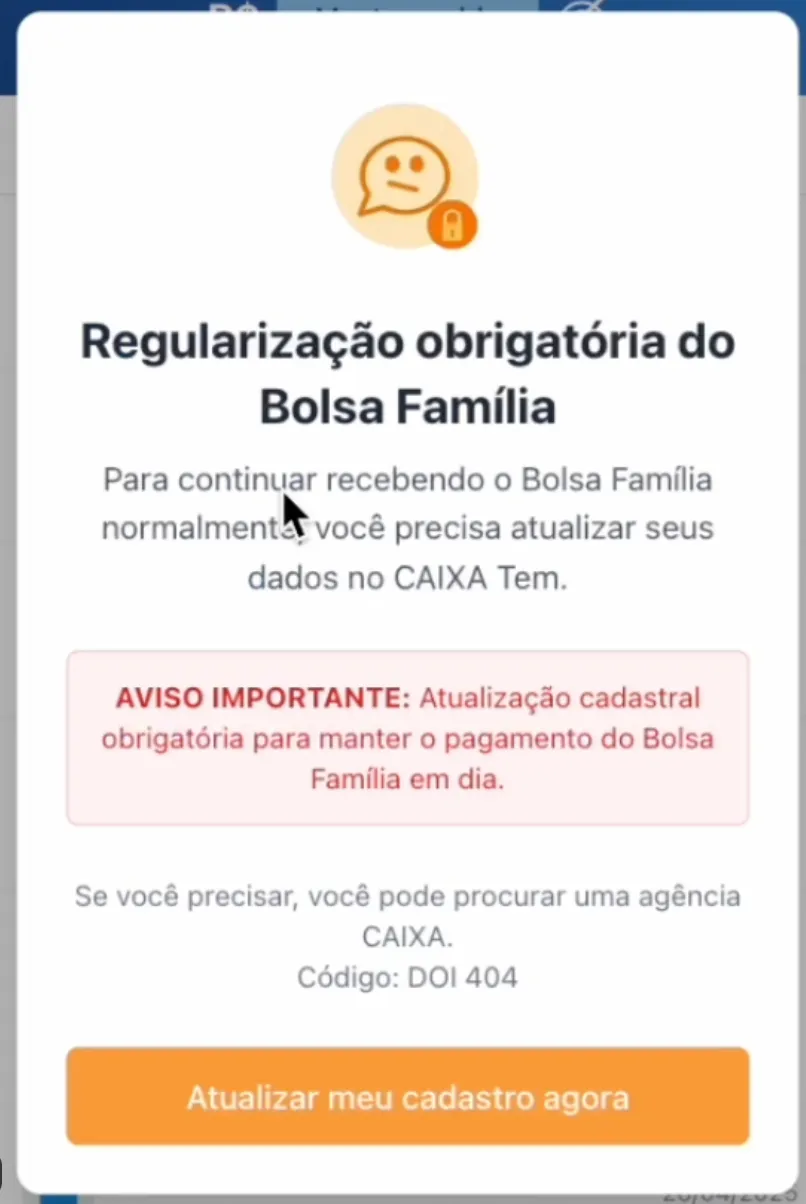 Regularização obrigatória do
Bolsa Família
Para continuar recebendo o Bolsa Família
normalmente, você precisa atualizar seus
dados no CAIXA Tem.
AVISO IMPORTANTE: Atualização cadastral
obrigatória para manter o pagamento do Bolsa
Família em dia.
Se você precisar, você pode procurar uma agência
CAIXA.
Código: DOI 404
Atualizar meu cadastro agora